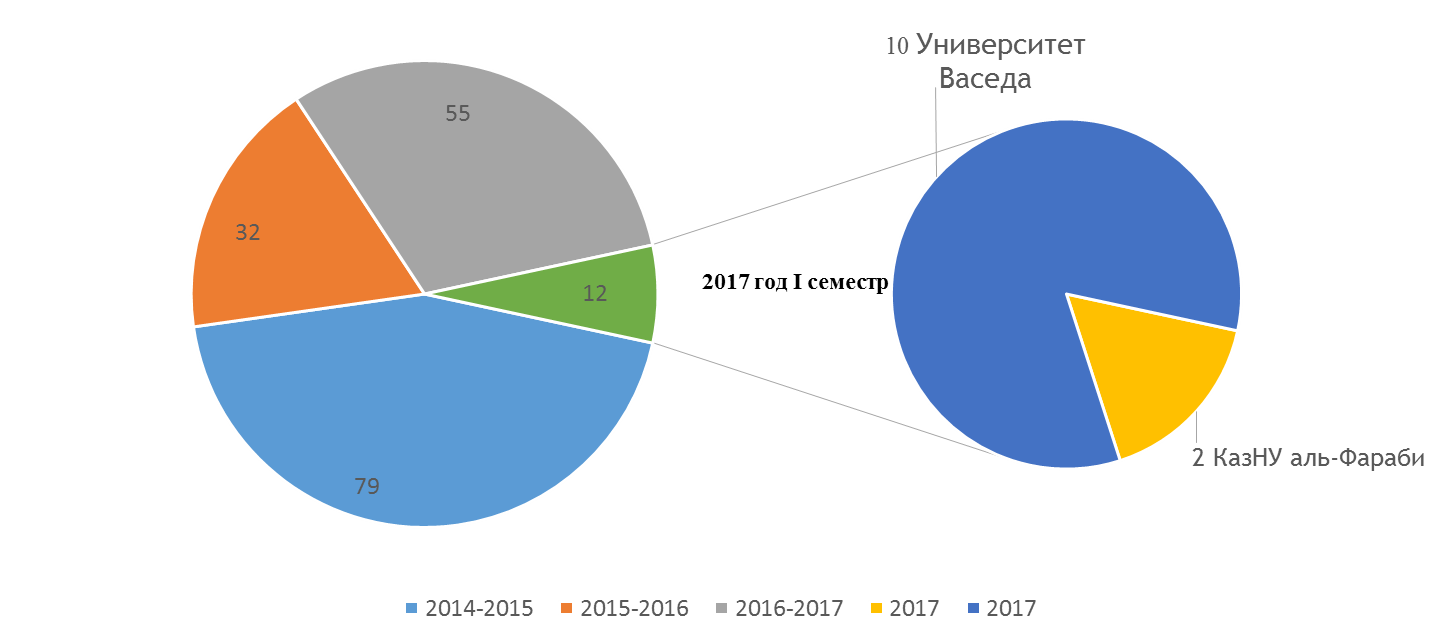 10 Университет
Васеда
55
32
12
2017 год I семестр
79
2 КазНУ аль-Фараби
2014-2015
2015-2016
2016-2017
2017
2017